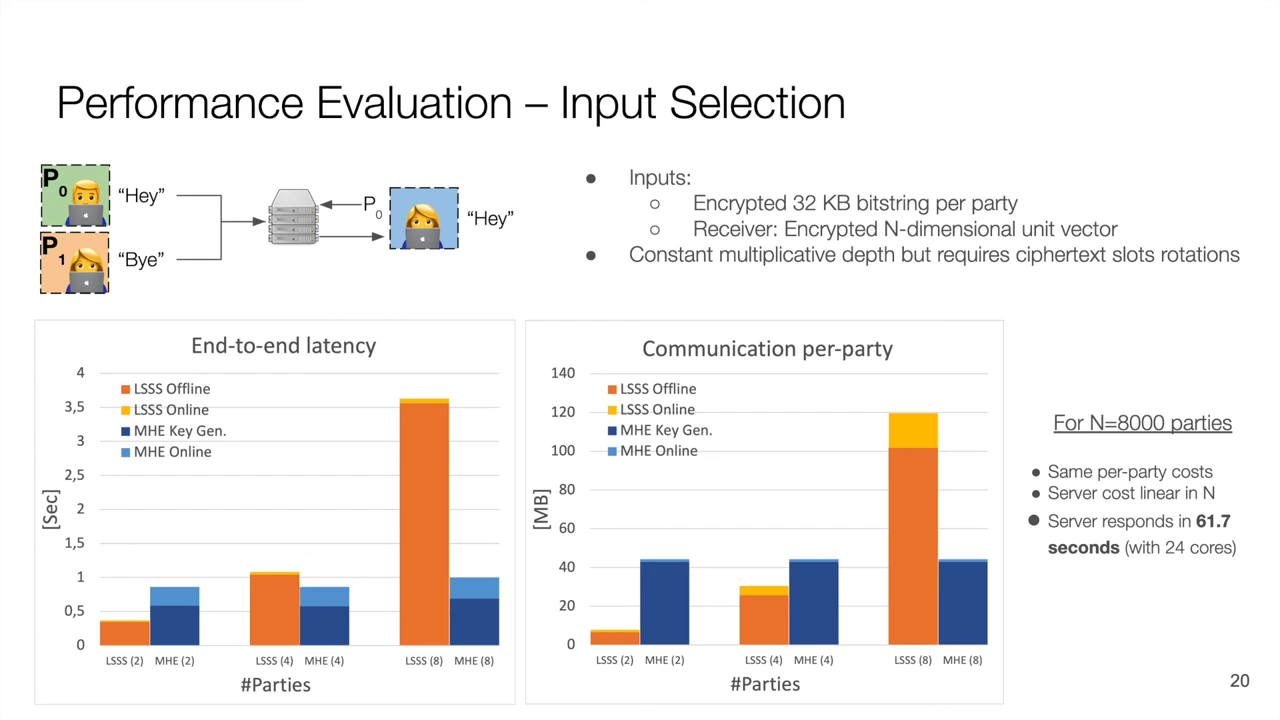 Performance Evaluation – Input Selection
P0
“Hey”
P1
“Bye”
P0
“Hey”
● Inputs:
○ Encrypted 32 KB bitstring per party
○ Receiver: Encrypted N-dimensional unit vector
● Constant multiplicative depth but requires ciphertext slots rotations
End-to-end latency
4
3,5
3
2,5
2
1,5
1
0,5
0
[Sec]
LSSS Offline
LSSS Online
MHE Key Gen.
MHE Online
LSSS (2) MHE (2) LSSS (4) MHE (4) LSSS (8) MHE (8)
#Parties
Communication per-party
140
120
100
80
60
40
20
0
[MB]
LSSS Offline
LSSS Online
MHE Key Gen.
MHE Online
LSSS (2) MHE (2) LSSS (4) MHE (4) LSSS (8) MHE (8)
#Parties
For N=8000 parties
● Same per-party costs
● Server cost linear in N
● Server responds in 61.7
seconds (with 24 cores)
20